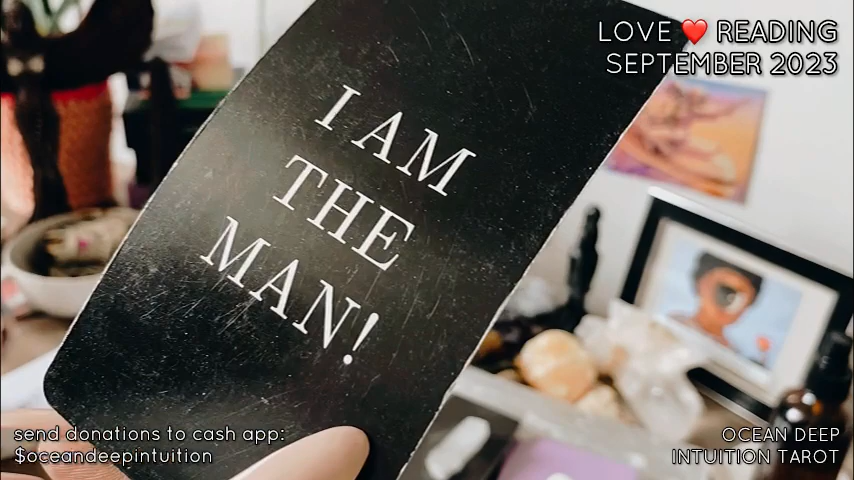 LOVE ❤️ READING
SEPTEMBER 2023
I AM
THE
MAN!
send donations to cash app:
$oceandeepintuition
OCEAN DEEP
INTUITION TAROT